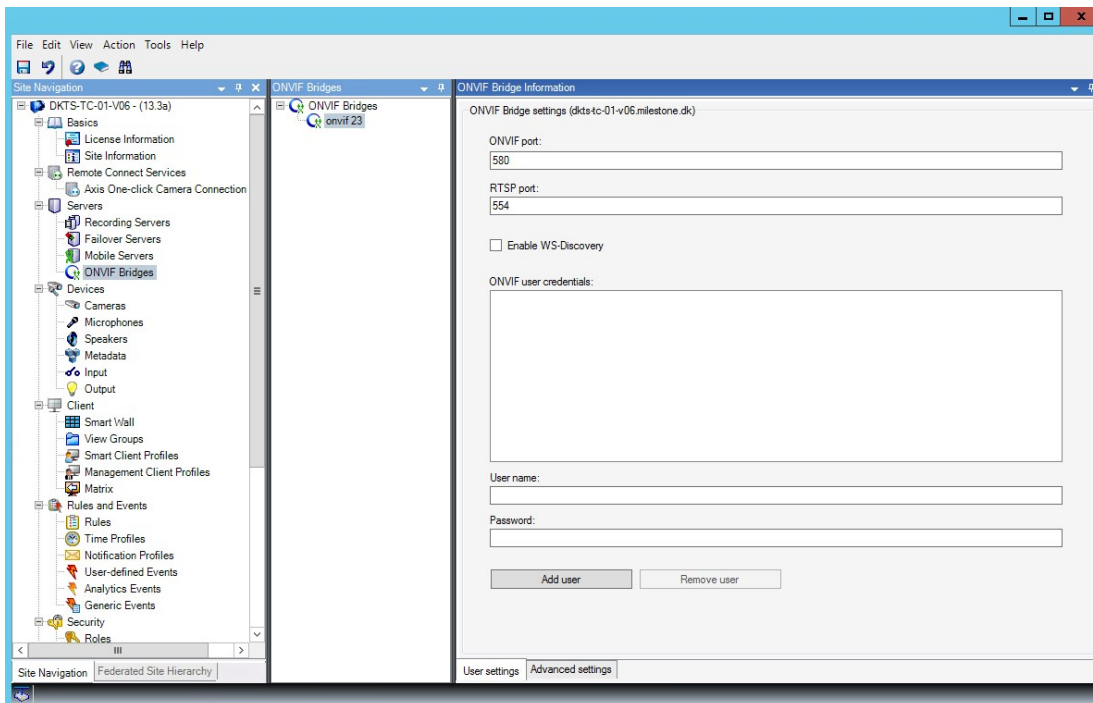 File Edit View Action Tools Help
Site Navigation
DKTS-TC-01-V06 - (13.3a)
Basics
License Information
Site Information
Remote Connect Services
Axis One-click Camera Connection
Servers
Recording Servers
Failover Servers
Mobile Servers
ONVIF Bridges
Devices
Cameras
Microphones
Speakers
Metadata
Input
Output
Client
Smart Wall
View Groups
Smart Client Profiles
Management Client Profiles
Matrix
Rules and Events
Rules
Time Profiles
Notification Profiles
User-defined Events
Analytics Events
Generic Events
Security
Roles
Site Navigation
Federated Site Hierarchy
ONVIF Bridges
ONVIF Bridges
onvif 23
ONVIF Bridge Information
ONVIF Bridge settings (dkts-tc-01-v06.milestone.dk)
ONVIF port:
580
RTSP port:
554
Enable WS-Discovery
ONVIF user credentials:
User name:
Password:
Add user
Remove user
User settings
Advanced settings